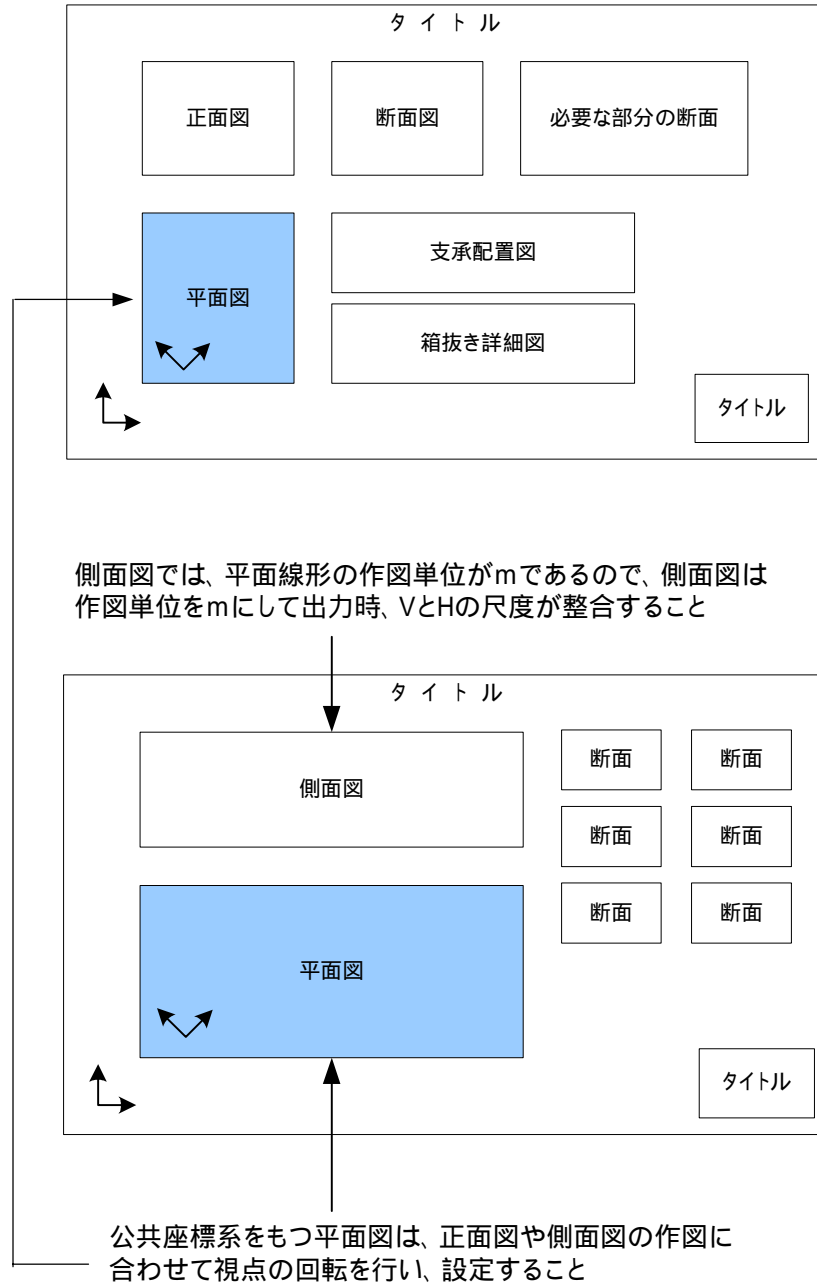 タイトル
正面図
断面図
必要な部分の断面
平面図
支承配置図
箱抜き詳細図
タイトル
側面図では、平面線形の作図単位がmであるので、側面図は
作図単位をmにして出力時、VとHの尺度が整合すること
タイトル
側面図
断面
断面
断面
断面
断面
断面
平面図
タイトル
公共座標系をもつ平面図は、正面図や側面図の作図に
合わせて視点の回転を行い、設定すること